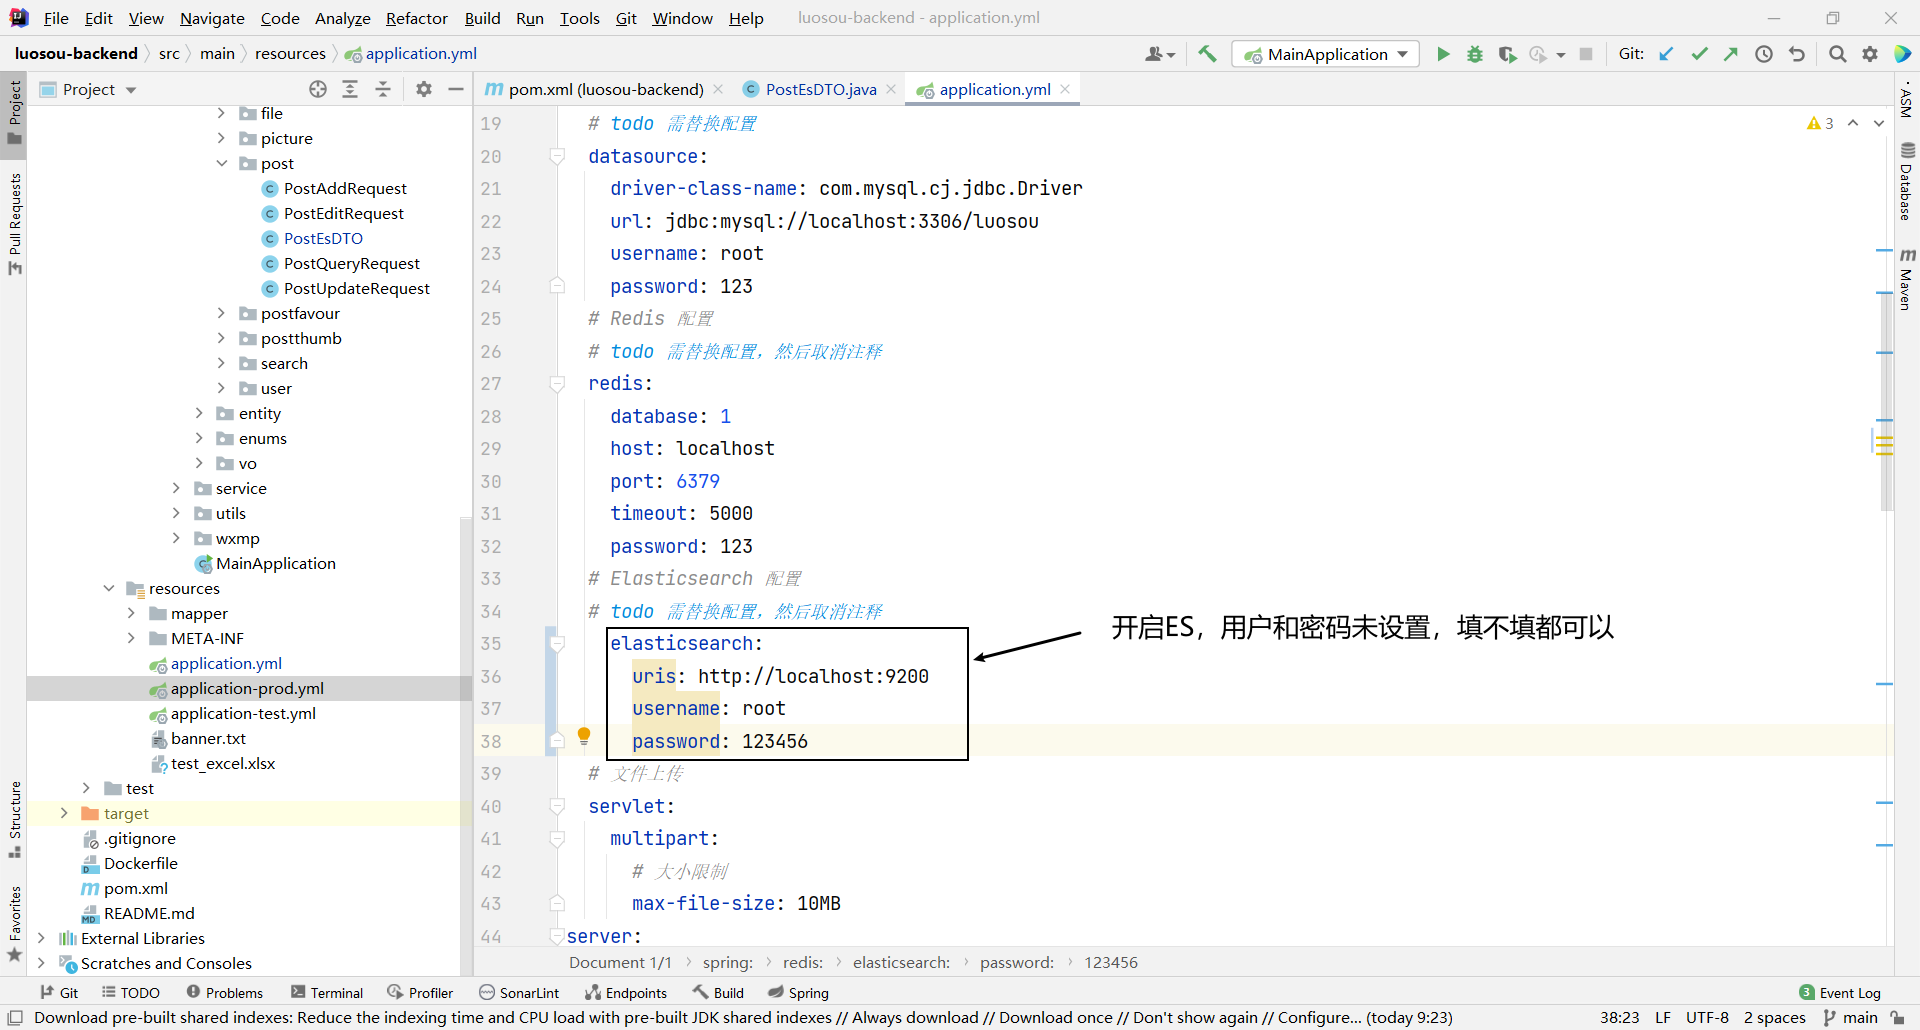 File Edit View Navigate Code Analyze Refactor Build Run Tools Git Window Help luosou-backend - application.yml
luosou-backend src main resources application.yml MainApplication Git:
Project
pom.xml (luosou-backend) PostEsDTO.java application.yml
Project
Pull Requests
Structure
Favorites
file
picture
post
PostAddRequest
PostEditRequest
PostEsDTO
PostQueryRequest
PostUpdateRequest
postfavour
postthumb
search
user
entity
enums
vo
service
utils
wxmp
MainApplication
resources
mapper
META-INF
application.yml
application-prod.yml
application-test.yml
banner.txt
test_excel.xlsx
test
target
.gitignore
Dockerfile
pom.xml
README.md
External Libraries
Scratches and Consoles
19 # todo 需替换配置
20 datasource:
21 driver-class-name: com.mysql.cj.jdbc.Driver
22 url: jdbc:mysql://localhost:3306/luosou
23 username: root
24 password: 123
25 # Redis 配置
26 # todo 需替换配置，然后取消注释
27 redis:
28 database: 1
29 host: localhost
30 port: 6379
31 timeout: 5000
32 password: 123
33 # Elasticsearch 配置
34 # todo 需替换配置，然后取消注释
35 elasticsearch:
36 uris: http://localhost:9200
37 username: root
38 password: 123456
39 # 文件上传
40 servlet:
41 multipart:
42 # 大小限制
43 max-file-size: 10MB
44 server:
开启ES，用户和密码未设置，填不填都可以
3
ASM
Database
Maven
Document 1/1 spring: redis: elasticsearch: password: 123456
Git TODO Problems Terminal Profiler SonarLint Endpoints Build Spring 3 Event Log
Download pre-built shared indexes: Reduce the indexing time and CPU load with pre-built JDK shared indexes // Always download // Download once // Don't show again // Configure... (today 9:23) 38:23 LF UTF-8 2 spaces main